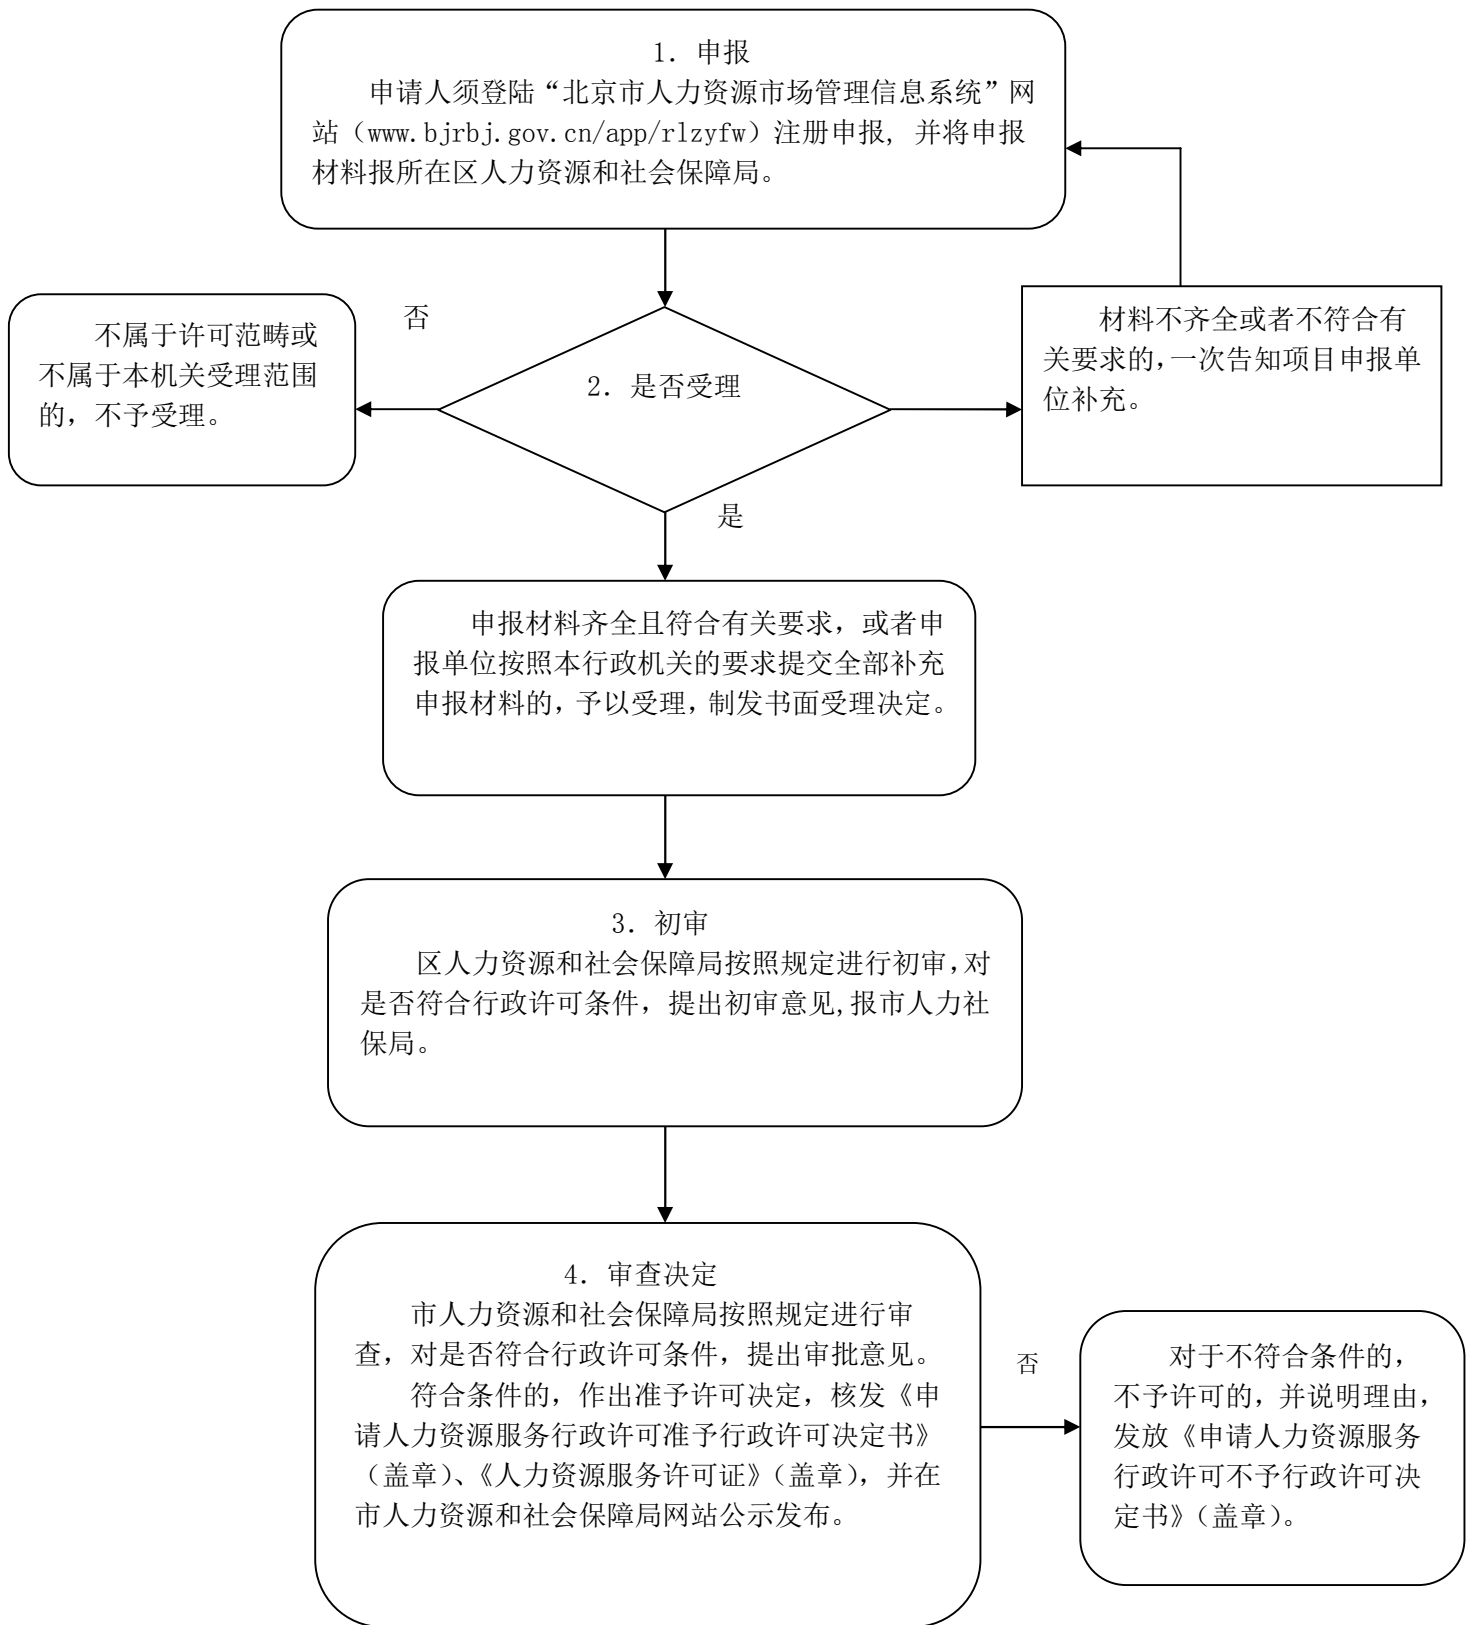 1. 申报
申请人须登陆“北京市人力资源市场管理信息系统”网
站（www.bjrbj.gov.cn/app/rlzyfw）注册申报, 并将申报
材料报所在区人力资源和社会保障局。
否
不属于许可范畴或
不属于本机关受理范围
的，不予受理。
2. 是否受理
材料不齐全或者不符合有
关要求的，一次告知项目申报单
位补充。
是
申报材料齐全且符合有关要求，或者申
报单位按照本行政机关的要求提交全部补充
申报材料的，予以受理，制发书面受理决定。
3. 初审
区人力资源和社会保障局按照规定进行初审，对
是否符合行政许可条件，提出初审意见,报市人力社
保局。
4. 审查决定
市人力资源和社会保障局按照规定进行审
查，对是否符合行政许可条件，提出审批意见。
符合条件的，作出准予许可决定，核发《申
请人力资源服务行政许可准予行政许可决定书》
（盖章）、《人力资源服务许可证》（盖章），并在
市人力资源和社会保障局网站公示发布。
否
对于不符合条件的，
不予许可的，并说明理由，
发放《申请人力资源服务
行政许可不予行政许可决
定书》（盖章）。